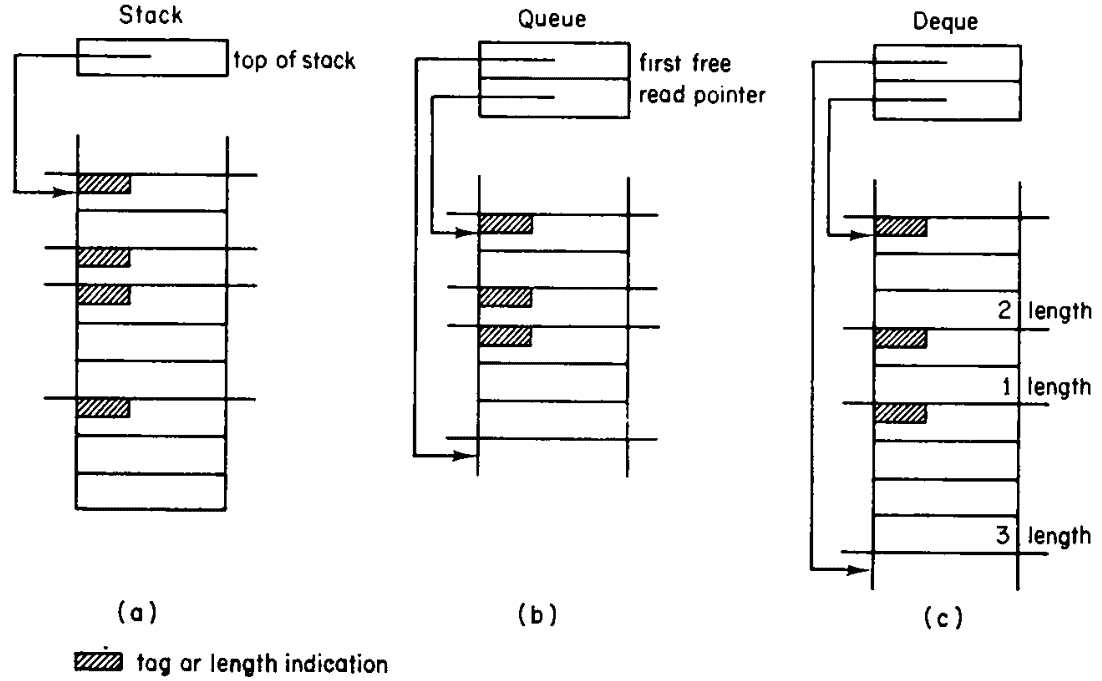 Stack
top of stack
Queue
first free
read pointer
Deque
2 length
1 length
3 length
(a)
(b)
(c)
tag or length indication